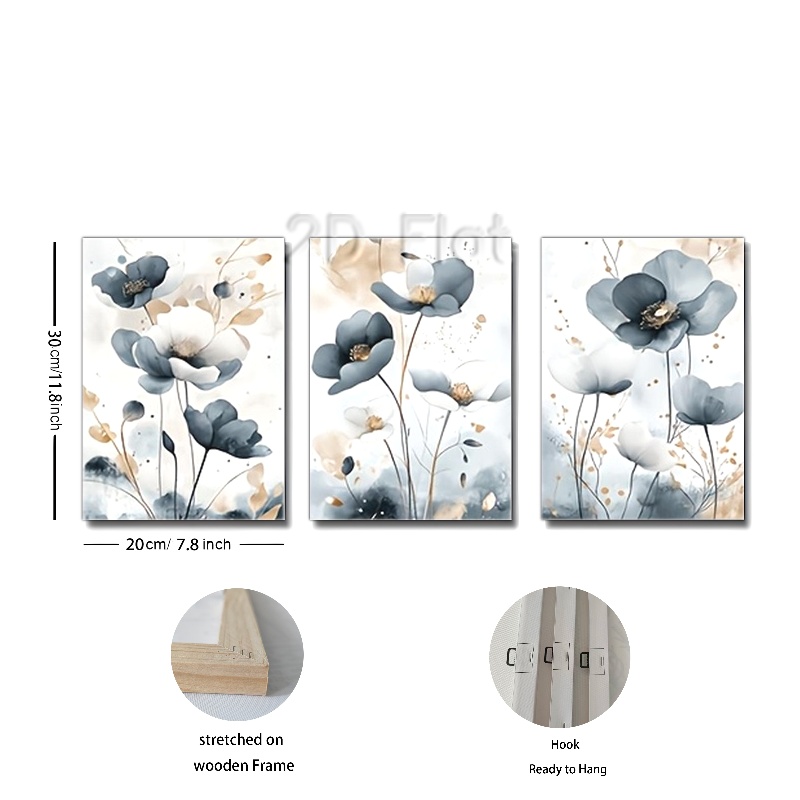 2D Flat
30cm/11.8inch
20cm/ 7.8 inch
stretched on
wooden Frame
Hook
Ready to Hang